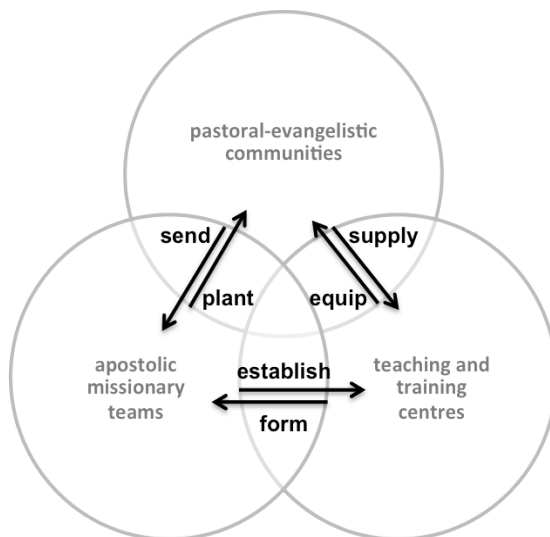 pastoral-evangelistic
communities
send
supply
plant
equip
apostolic
missionary
teams
establish
form
teaching and
training
centres